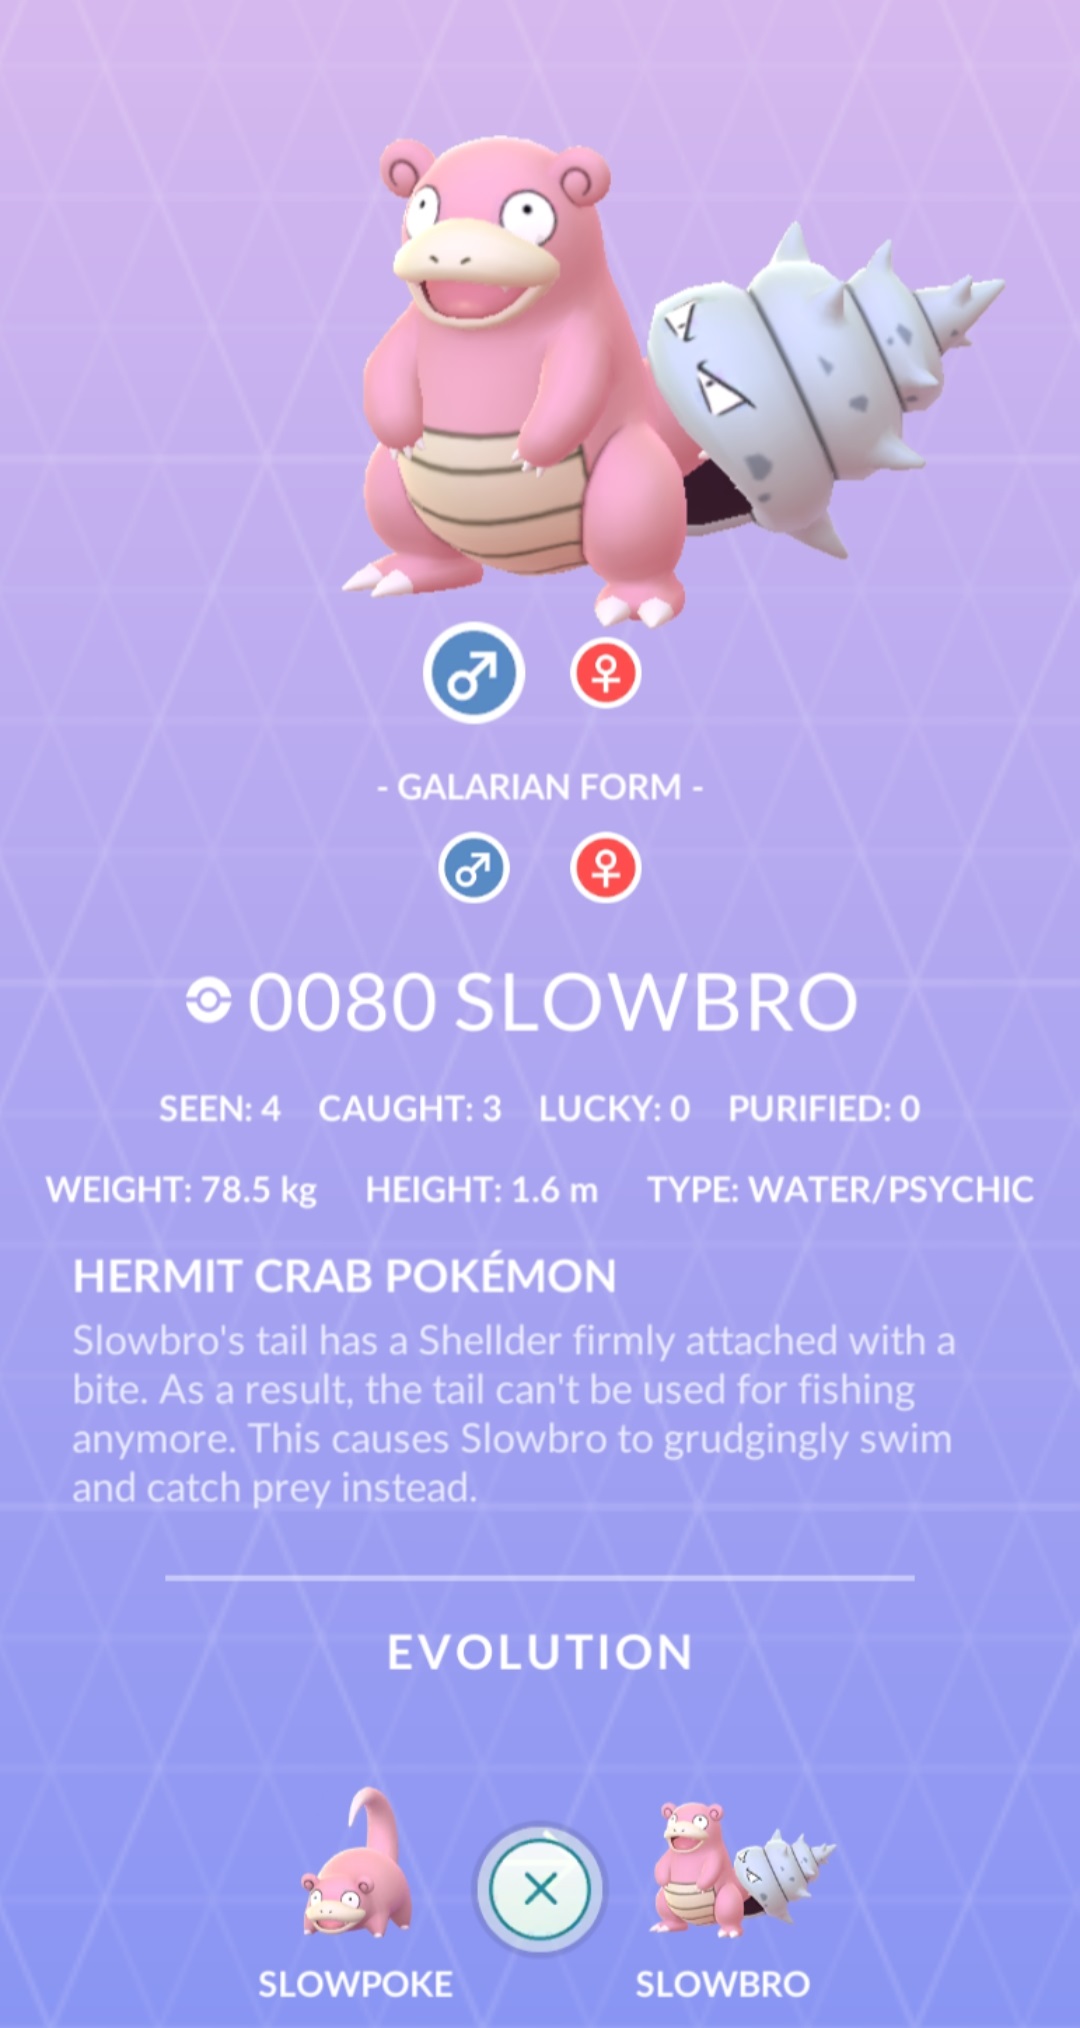 - GALARIAN FORM -
0080 SLOWBRO
SEEN: 4 CAUGHT: 3 LUCKY: 0 PURIFIED: 0
WEIGHT: 78.5 kg HEIGHT: 1.6 m TYPE: WATER/PSYCHIC
HERMIT CRAB POKÉMON
Slowbro's tail has a Shellder firmly attached with a
bite. As a result, the tail can't be used for fishing
anymore. This causes Slowbro to grudgingly swim
and catch prey instead.
EVOLUTION
SLOWPOKE SLOWBRO